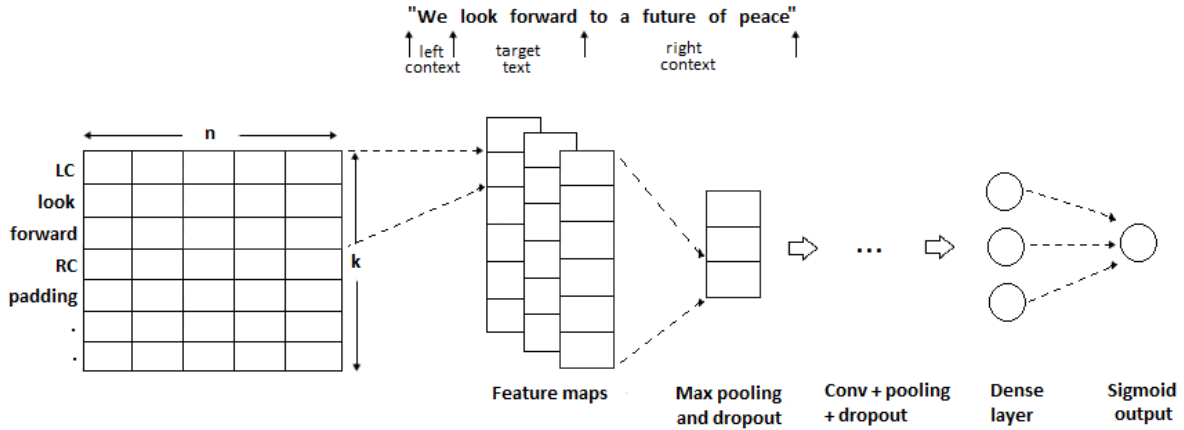 "We look forward to a future of peace"
left context
target text
right context
n
LC
look
forward
RC
padding
.
.
k
...
Feature maps
Max pooling and dropout
Conv + pooling + dropout
Dense layer
Sigmoid output